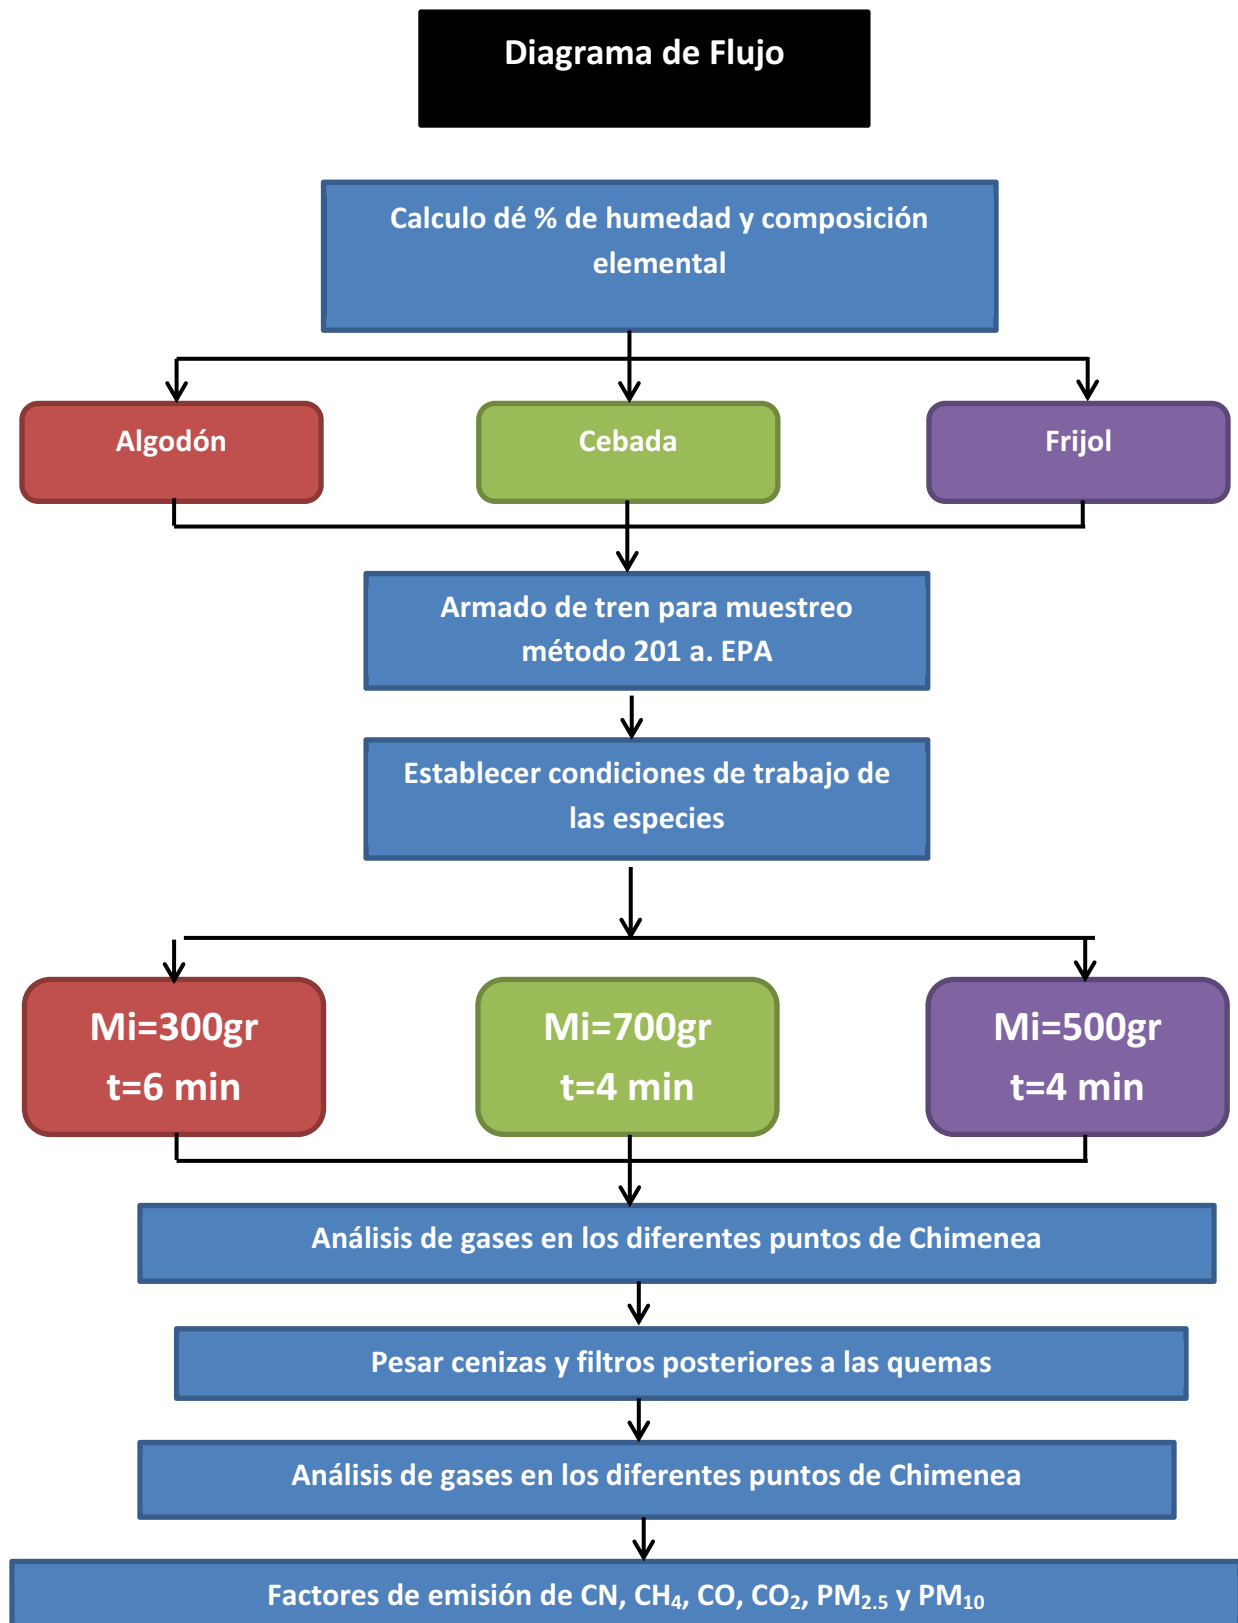 Diagrama de Flujo
Calculo dé % de humedad y composición
elemental
Algodón
Cebada
Frijol
Armado de tren para muestreo
método 201 a. EPA
Establecer condiciones de trabajo de
las especies
Mi=300gr
t=6 min
Mi=700gr
t=4 min
Mi=500gr
t=4 min
Análisis de gases en los diferentes puntos de Chimenea
Pesar cenizas y filtros posteriores a las quemas
Análisis de gases en los diferentes puntos de Chimenea
Factores de emisión de CN, CH₄, CO, CO₂, PM₂.₅ y PM₁₀